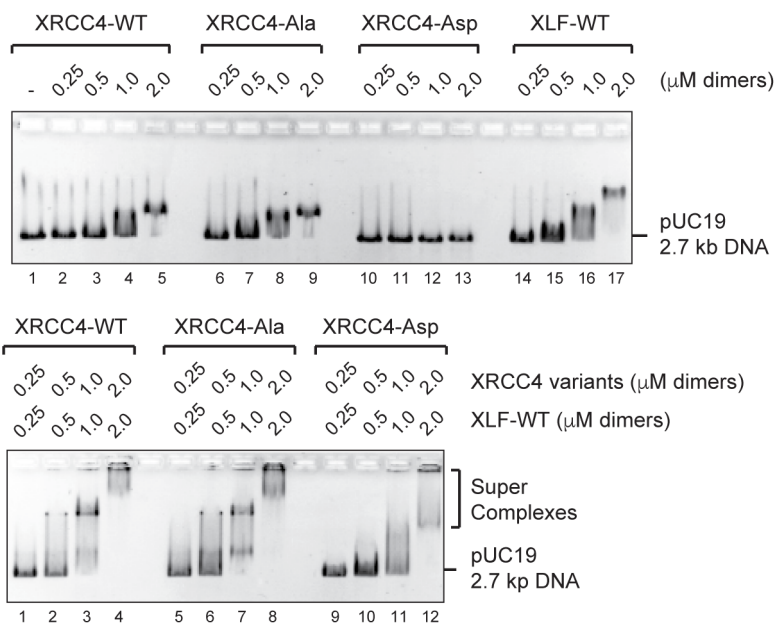 XRCC4-WT XRCC4-Ala XRCC4-Asp XLF-WT
- 0.25 0.5 1.0 2.0 0.25 0.5 1.0 2.0 0.25 0.5 1.0 2.0 0.25 0.5 1.0 2.0 (μM dimers)
pUC19
2.7 kb DNA
1 2 3 4 5 6 7 8 9 10 11 12 13 14 15 16 17
XRCC4-WT XRCC4-Ala XRCC4-Asp
0.25 0.5 1.0 2.0 0.25 0.5 1.0 2.0 0.25 0.5 1.0 2.0 XRCC4 variants (μM dimers)
0.25 0.5 1.0 2.0 0.25 0.5 1.0 2.0 0.25 0.5 1.0 2.0 XLF-WT (μM dimers)
Super
Complexes
pUC19
2.7 kp DNA
1 2 3 4 5 6 7 8 9 10 11 12